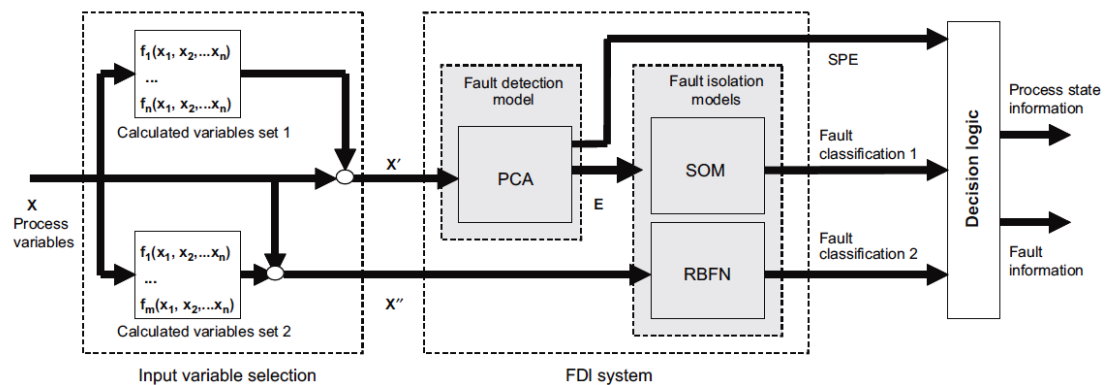 f1(x1, x2,...xn)
...
fn(x1, x2,...xn)
Calculated variables set 1
X
Process
variables
f1(x1, x2,...xn)
...
fm(x1, x2,...xn)
Calculated variables set 2
Input variable selection
X′
X″
Fault detection
model
PCA
E
Fault isolation
models
SOM
RBFN
FDI system
SPE
Fault
classification 1
Fault
classification 2
Decision logic
Process state
information
Fault
information